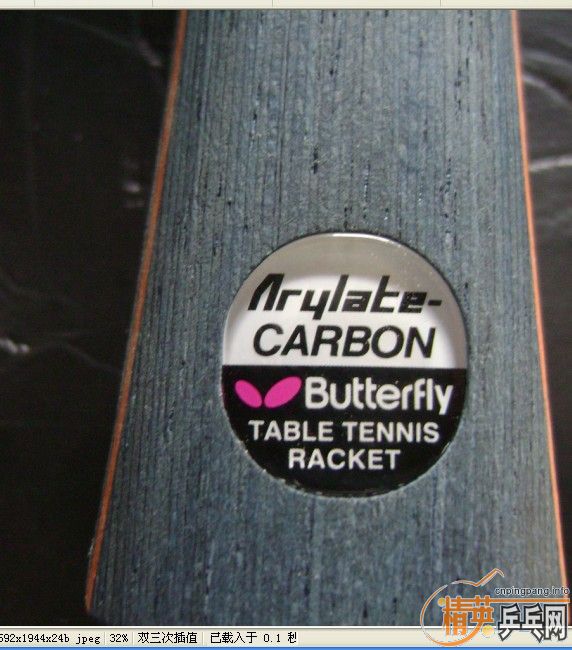 Arylate-
CARBON
Butterfly
TABLE TENNIS
RACKET
cnpingpang.info
精英乒乓网
592x1944x24b jpeg 32% 双三次插值 已载入于 0.1 秒